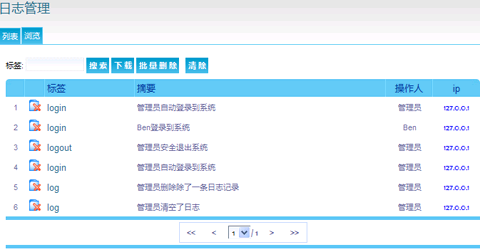 日志管理
列表 浏览
标签: 搜索 下载 批量删除 清除
标签 摘要 操作人 ip
1 login 管理员自动登录到系统 管理员 127.0.0.1
2 login Ben登录到系统 Ben 127.0.0.1
3 logout 管理员安全退出系统 管理员 127.0.0.1
4 login 管理员自动登录到系统 管理员 127.0.0.1
5 log 管理员删除除了一条日志记录 管理员 127.0.0.1
6 log 管理员清空了日志 管理员 127.0.0.1
<< < 1 / 1 > >>